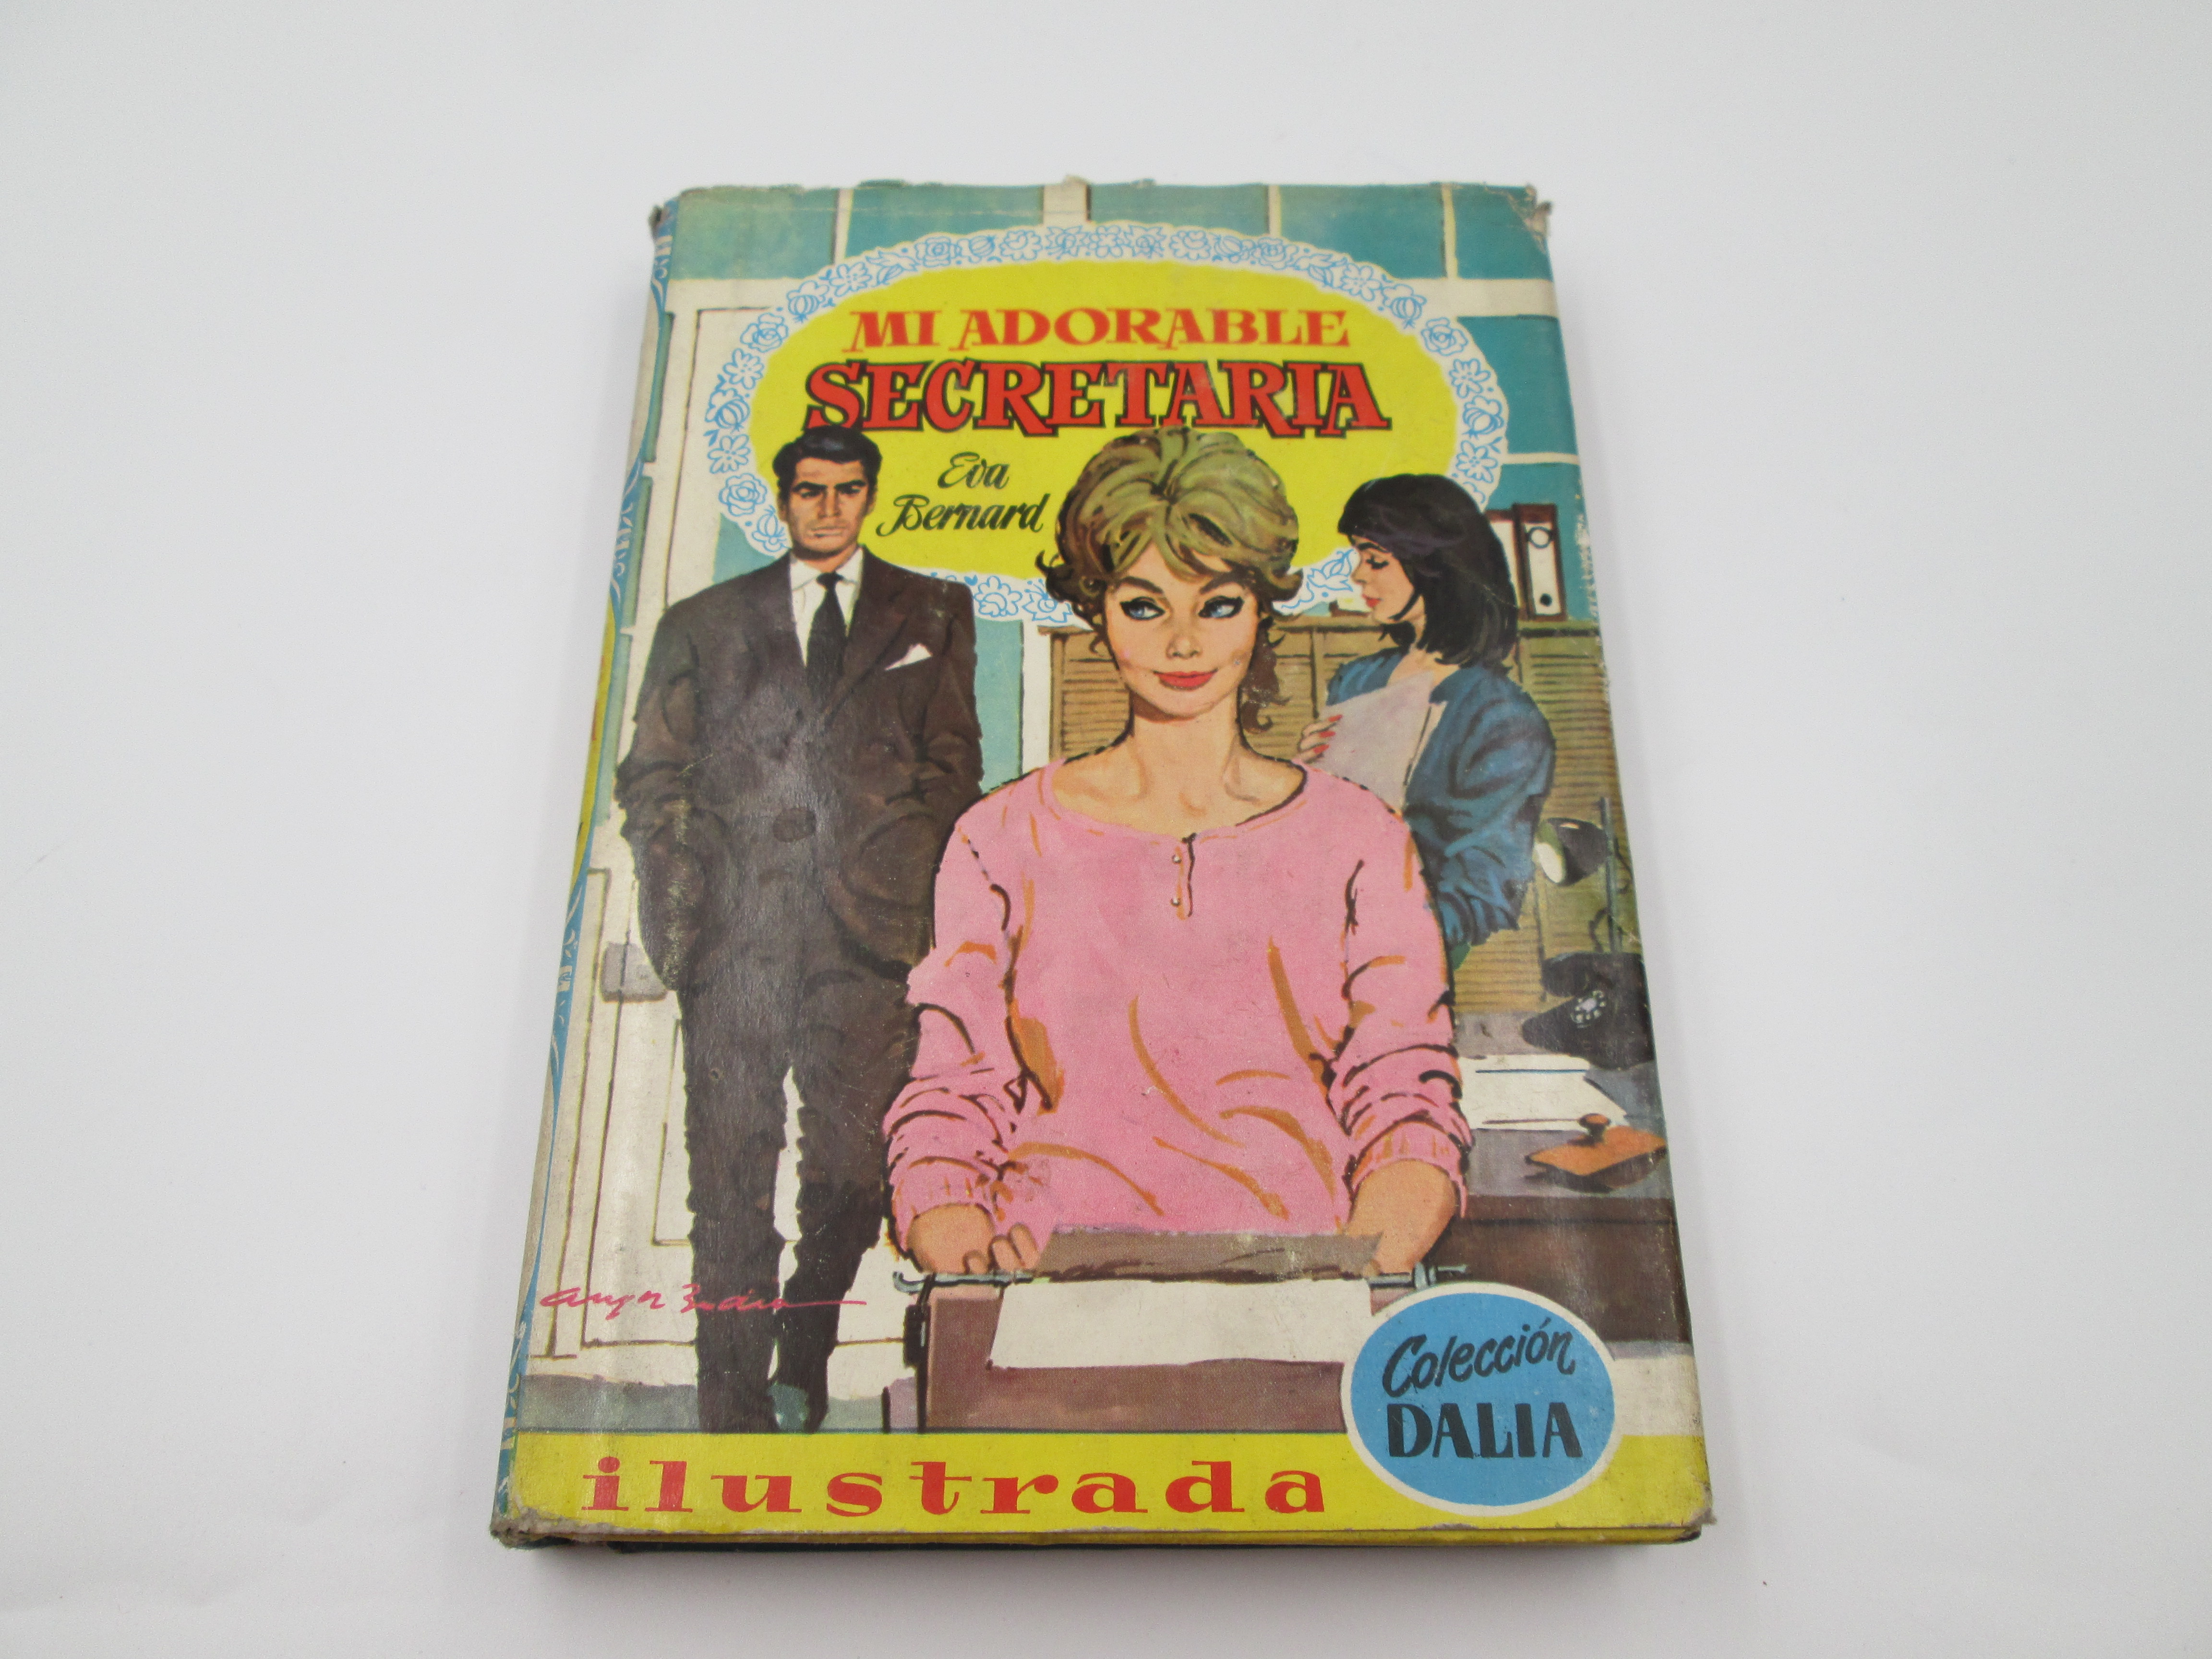 MI ADORABLE
SECRETARIA
Eva
Bernard
Colección
DALIA
ilustrada